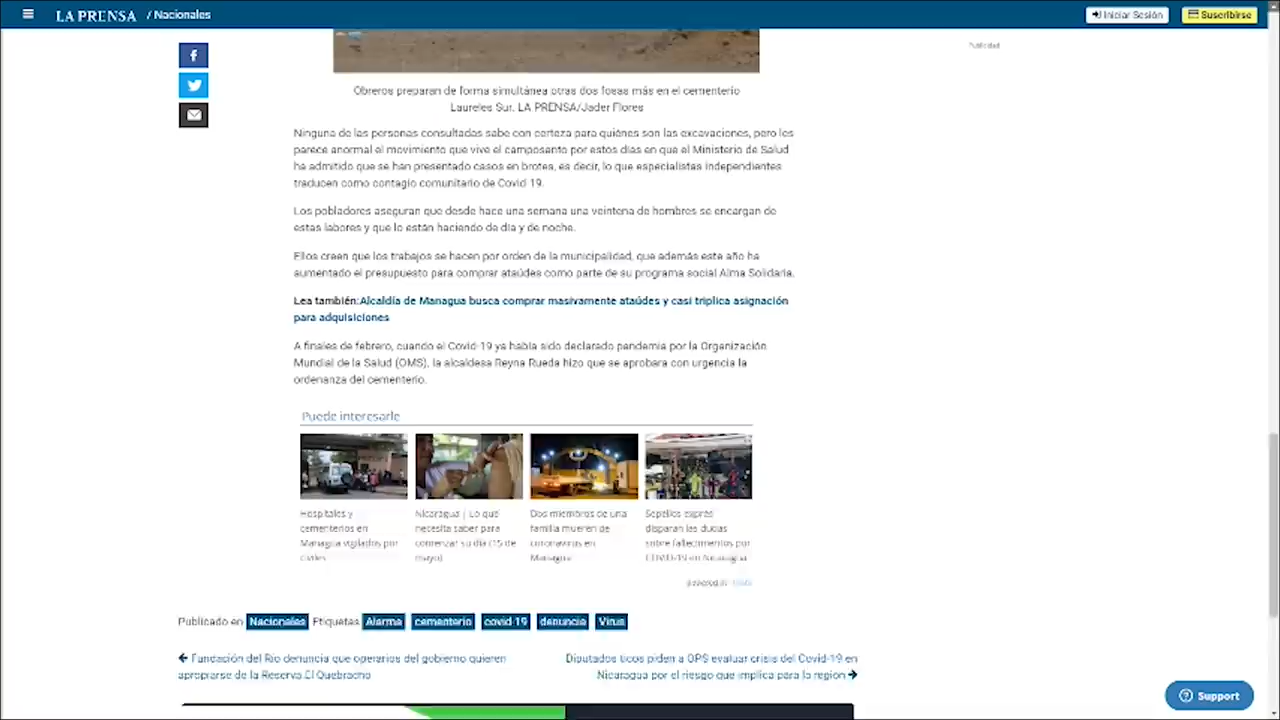 LA PRENSA / Nacionales
Iniciar Sesión
Suscribirse
Publicidad
Obreros preparan de forma simultánea otras dos fosas más en el cementerio
Laureles Sur. LA PRENSA/Jader Flores
Ninguna de las personas consultadas sabe con certeza para quiénes son las excavaciones, pero les
parece anormal el movimiento que vive el camposanto por estos días en que el Ministerio de Salud
ha admitido que se han presentado casos en brotes, es decir, lo que especialistas independientes
traducen como contagio comunitario de Covid-19.
Los pobladores aseguran que desde hace una semana una veintena de hombres se encargan de
estas labores y que lo están haciendo de día y de noche.
Ellos creen que los trabajos se hacen por orden de la municipalidad, que además este año ha
aumentado el presupuesto para comprar ataúdes como parte de su programa social Alma Solidaria.
Lea también:Alcaldía de Managua busca comprar masivamente ataúdes y casi triplica asignación
para adquisiciones
A finales de febrero, cuando el Covid-19 ya había sido declarado pandemia por la Organización
Mundial de la Salud (OMS), la alcaldesa Reyna Rueda hizo que se aprobara con urgencia la
ordenanza del cementerio.
Puede interesarle
Hospitales y
cementerios en
Managua vigilados por
civiles
Nicaragua | Lo que
necesita saber para
comenzar su día (15 de
mayo)
Dos miembros de una
familia mueren de
coronavirus en
Managua
Sepelios exprés
disparan las dudas
sobre fallecimientos por
COVID-19 en Nicaragua
powered by
Publicado en Nacionales Etiquetas Alarma cementerio covid-19 denuncia Virus
Fundación del Río denuncia que operarios del gobierno quieren
apropiarse de la Reserva El Quebracho
Diputados ticos piden a OPS evaluar crisis del Covid-19 en
Nicaragua por el riesgo que implica para la región
Support